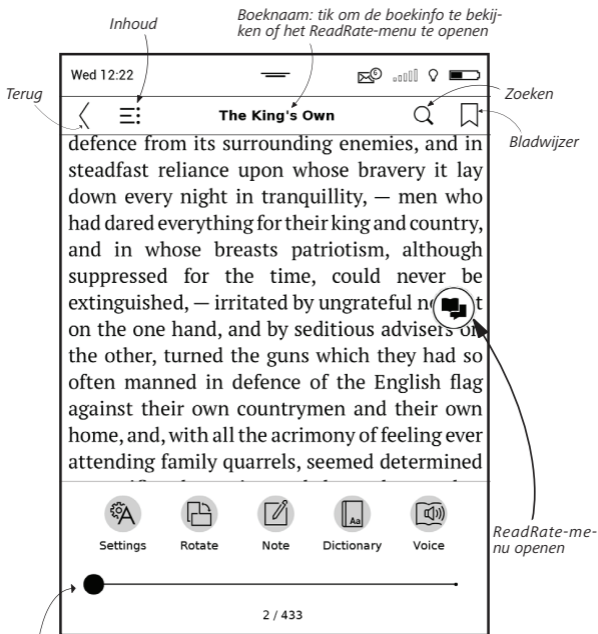 Boeknaam: tik om de boekinfo te bekij-
ken of het ReadRate-menu te openen
Inhoud
Wed 12:22
6
Terug
The King's Own
Zoeken
Bladwijzer
defence from its surrounding enemies, and in
steadfast reliance upon whose bravery it lay
down every night in tranquillity, — men who
had dared everything for their king and country,
and in whose breasts patriotism, although
suppressed for the time, could never be
extinguished, — irritated by ungrateful
on the one hand, and by seditious advisers on
the other, turned the guns which they had so
often manned in defence of the English flag
against their own countrymen and their own
home, and, with all the acrimony of feeling ever
attending family quarrels, seemed determined
ReadRate-me-
nu openen
Aa
Settings Rotate Note Dictionary Voice
2 / 433